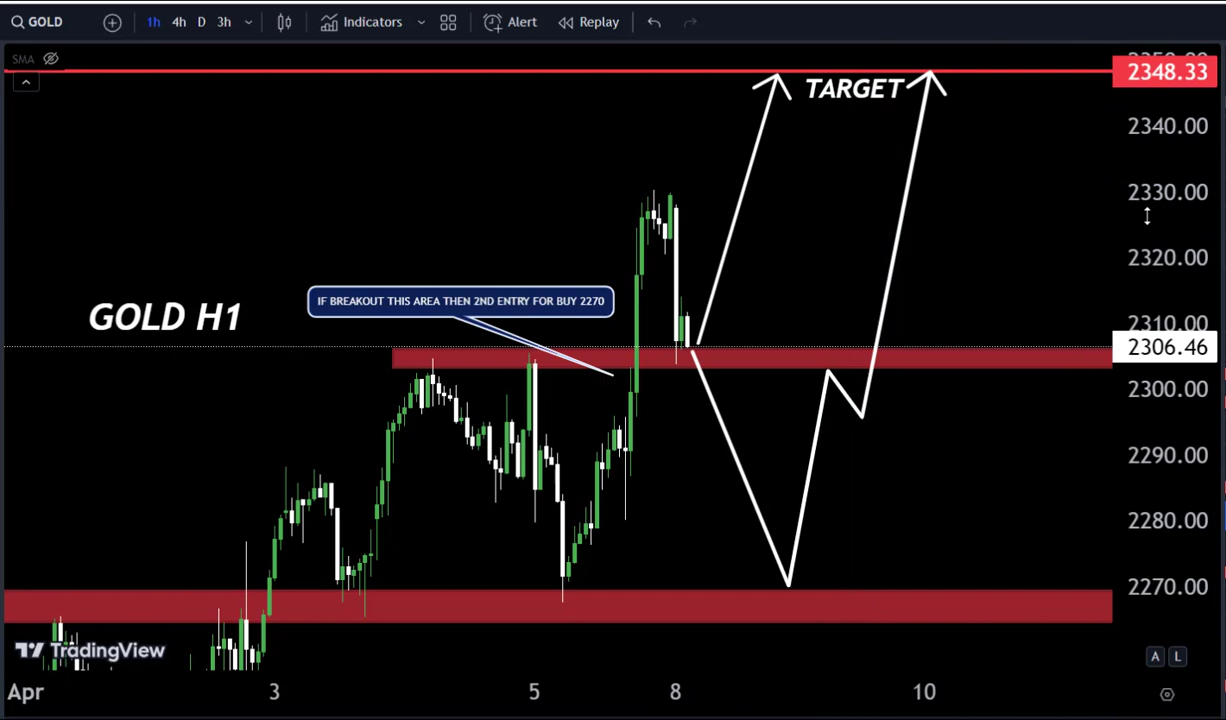 GOLD 1h 4h D 3h Indicators Alert Replay
SMA
2348.33
TARGET
2340.00
2330.00
2320.00
IF BREAKOUT THIS AREA THEN 2ND ENTRY FOR BUY 2270
GOLD H1
2310.00
2306.46
2300.00
2290.00
2280.00
2270.00
TradingView
A L
Apr 3 5 8 10